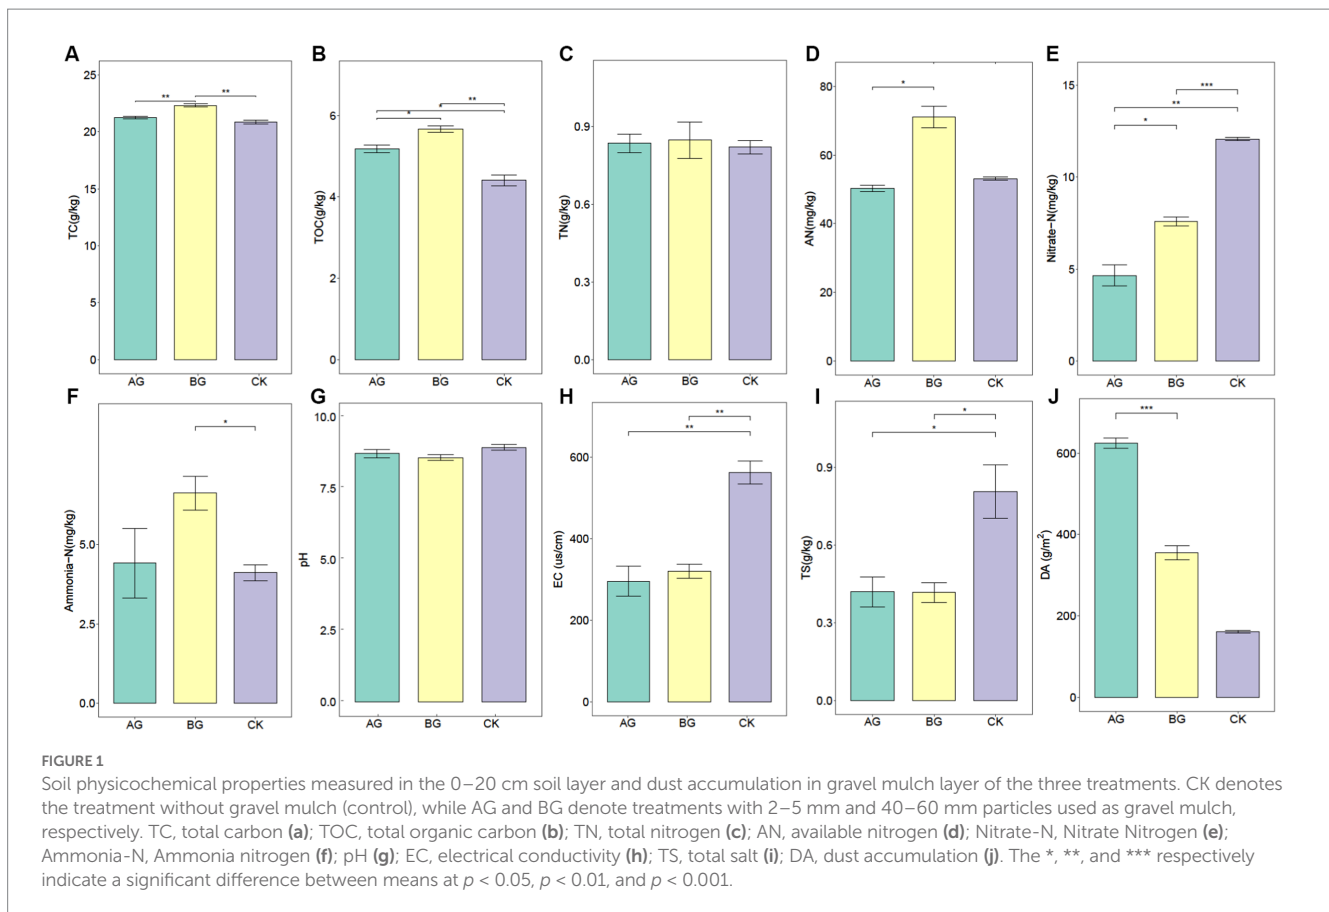 A
TC(g/kg)
25
20
15
10
5
0
** **
AG BG CK
B
TOC(g/kg)
6
4
2
0
**
*
*
AG BG CK
C
TN(g/kg)
0.9
0.6
0.3
0.0
AG BG CK
D
AN(mg/kg)
80
60
40
20
0
*
AG BG CK
E
Nitrate−N(mg/kg)
15
10
5
0
***
**
*
AG BG CK
F
Ammonia−N(mg/kg)
5.0
2.5
0.0
*
AG BG CK
G
pH
10.0
7.5
5.0
2.5
0.0
AG BG CK
H
EC (us/cm)
600
400
200
0
**
**
AG BG CK
I
TS(g/kg)
0.9
0.6
0.3
0.0
*
*
AG BG CK
J
DA (g/m²)
600
400
200
0
***
AG BG CK
FIGURE 1
Soil physicochemical properties measured in the 0–20 cm soil layer and dust accumulation in gravel mulch layer of the three treatments. CK denotes
the treatment without gravel mulch (control), while AG and BG denote treatments with 2–5 mm and 40–60 mm particles used as gravel mulch,
respectively. TC, total carbon (a); TOC, total organic carbon (b); TN, total nitrogen (c); AN, available nitrogen (d); Nitrate-N, Nitrate Nitrogen (e);
Ammonia-N, Ammonia nitrogen (f); pH (g); EC, electrical conductivity (h); TS, total salt (i); DA, dust accumulation (j). The *, **, and *** respectively
indicate a significant difference between means at p < 0.05, p < 0.01, and p < 0.001.